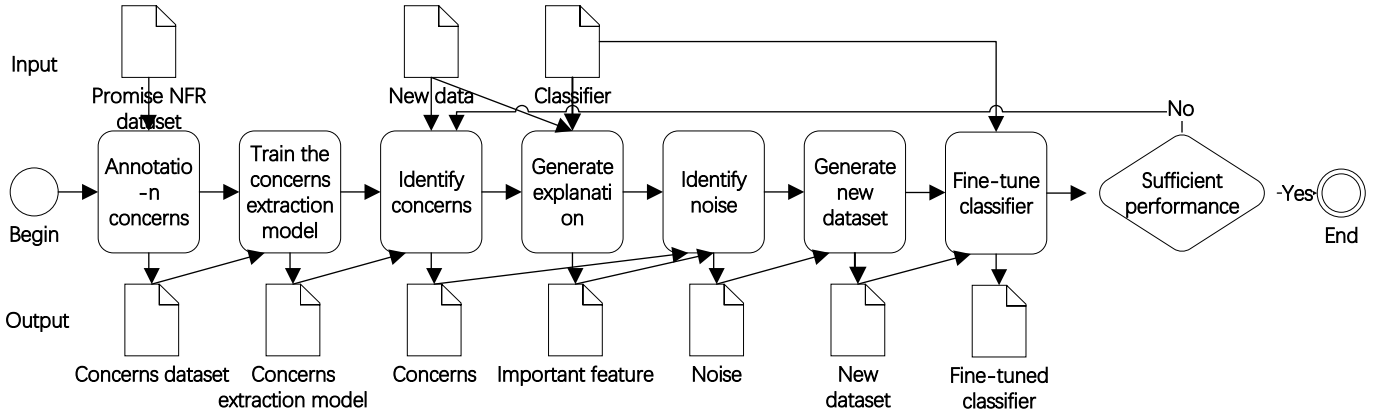 Input
Promise NFR
dataset
New data
Classifier
No
Annotatio
-n
concerns
Train the
concerns
extraction
model
Identify
concerns
Generate
explanati
on
Identify
noise
Generate
new
dataset
Fine-tune
classifier
Sufficient
performance
-Yes
Begin
End
Output
Concerns dataset
Concerns
extraction model
Concerns
Important feature
Noise
New
dataset
Fine-tuned
classifier